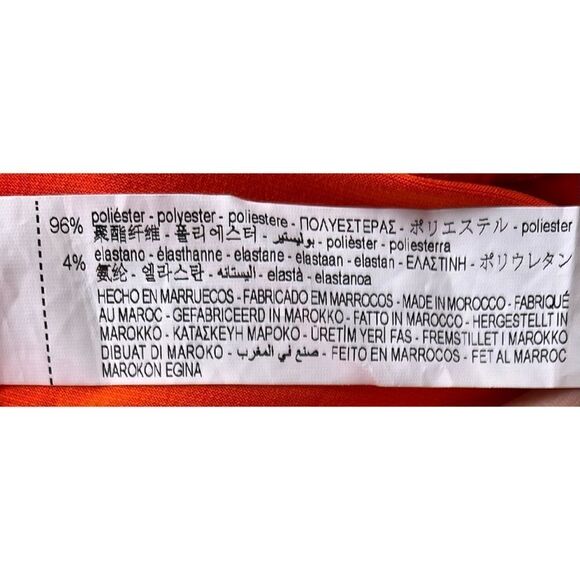 96% poliéster - polyester - poliestere - ΠΟΛΥΕΣΤΕΡΑΣ - ポリエステル - poliester
聚酯纤维 - 폴리에스터 - بوليستير - polièster - poliesterra
4% elastano - élasthanne - elastane - elastaan - elastan - ΕΛΑΣΤΙΝΗ - ポリウレタン
氨纶 - 엘라스탄 - اليستانه - elastà - elastanoa
HECHO EN MARRUECOS - FABRICADO EM MARROCOS - MADE IN MOROCCO - FABRIQUÉ
AU MAROC - GEFABRICEERD IN MAROKKO - FATTO IN MAROCCO - HERGESTELLT IN
MAROKKO - ΚΑΤΑΣΚΕΥΗ ΜΑΡΟΚΟ - ÜRETİM YERİ FAS - FREMSTILLET I MAROKKO
DIBUAT DI MAROKO - صنع في المغرب - FEITO EN MARROCOS - FET AL MARROC
MAROKON EGINA